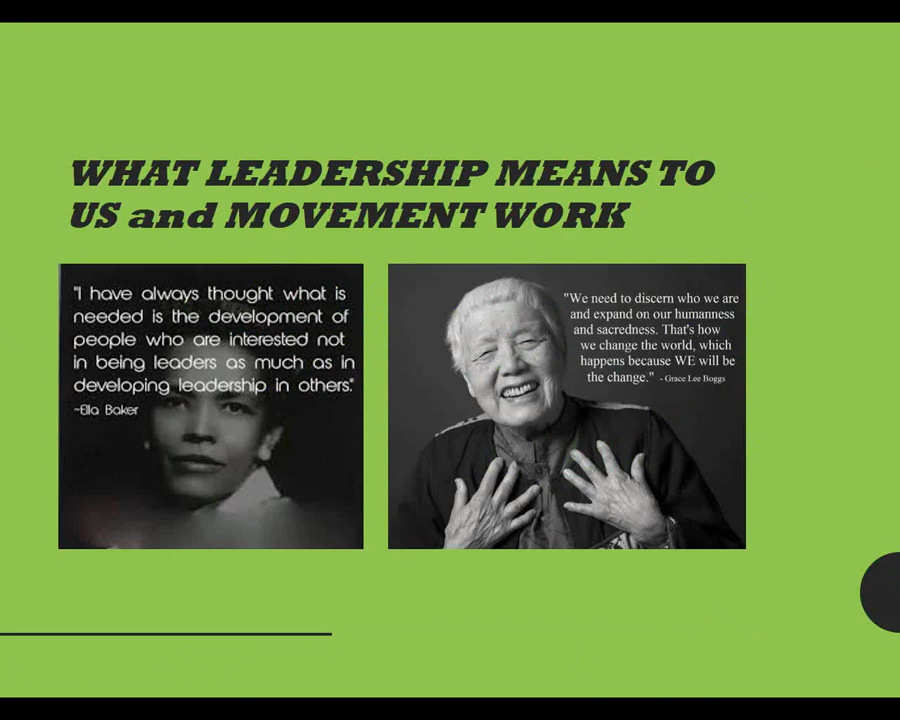 WHAT LEADERSHIP MEANS TO
US and MOVEMENT WORK
"I have always thought what is
needed is the development of
people who are interested not
in being leaders as much as in
developing leadership in others."
~Ella Baker
"We need to discern who we are
and expand on our humanness
and sacredness. That's how
we change the world, which
happens because WE will be
the change." - Grace Lee Boggs